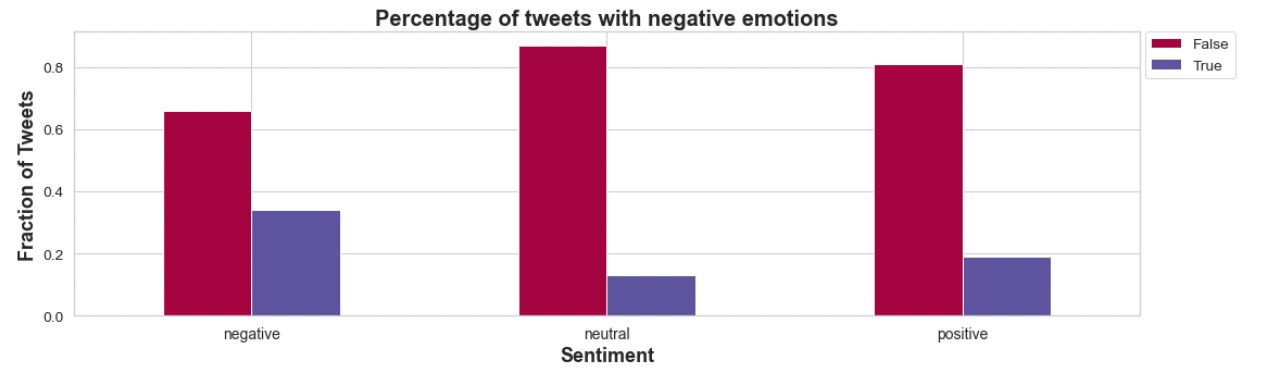 Percentage of tweets with negative emotions
False
True
Fraction of Tweets
0.8
0.6
0.4
0.2
0.0
negative neutral positive
Sentiment